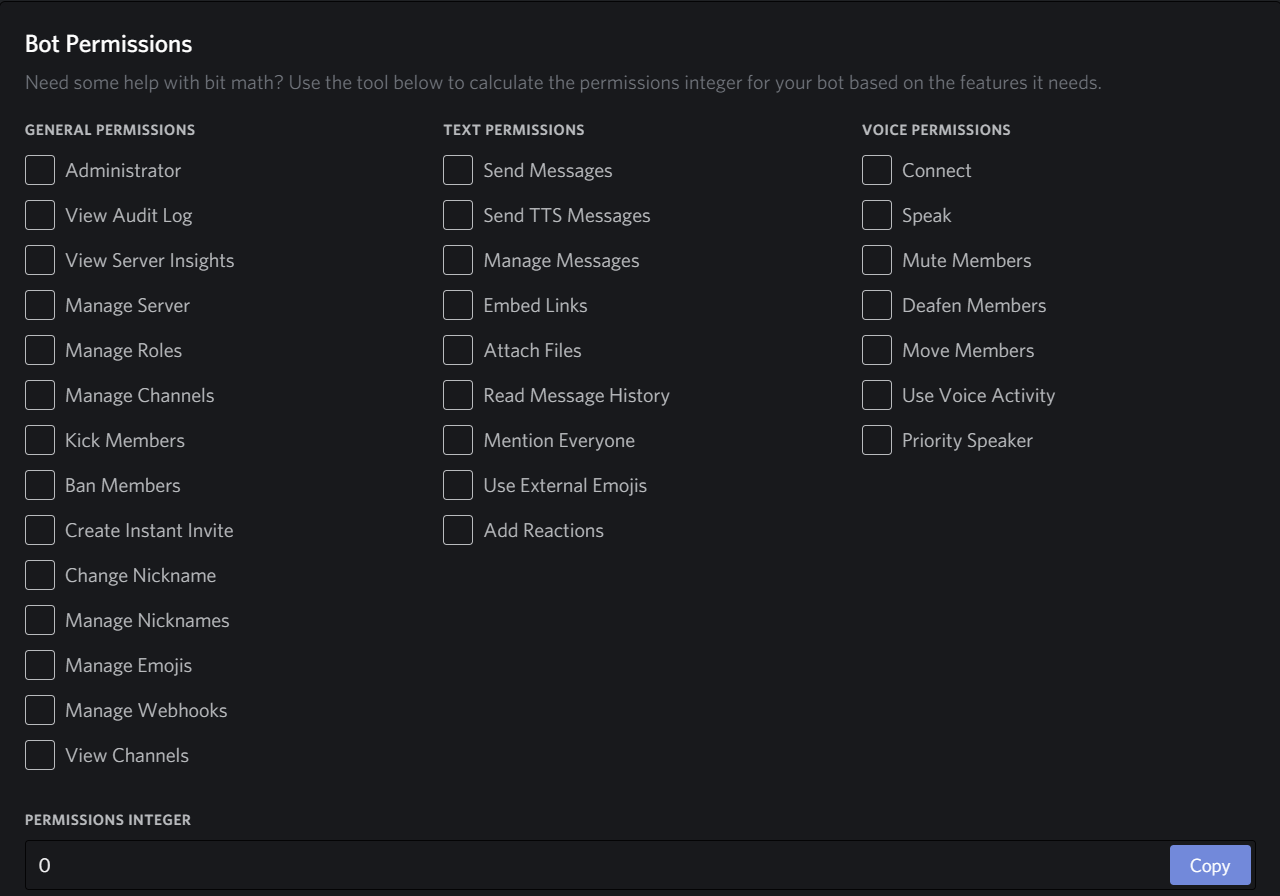 Bot Permissions
Need some help with bit math? Use the tool below to calculate the permissions integer for your bot based on the features it needs.
GENERAL PERMISSIONS
Administrator
View Audit Log
View Server Insights
Manage Server
Manage Roles
Manage Channels
Kick Members
Ban Members
Create Instant Invite
Change Nickname
Manage Nicknames
Manage Emojis
Manage Webhooks
View Channels
TEXT PERMISSIONS
Send Messages
Send TTS Messages
Manage Messages
Embed Links
Attach Files
Read Message History
Mention Everyone
Use External Emojis
Add Reactions
VOICE PERMISSIONS
Connect
Speak
Mute Members
Deafen Members
Move Members
Use Voice Activity
Priority Speaker
PERMISSIONS INTEGER
0
Copy